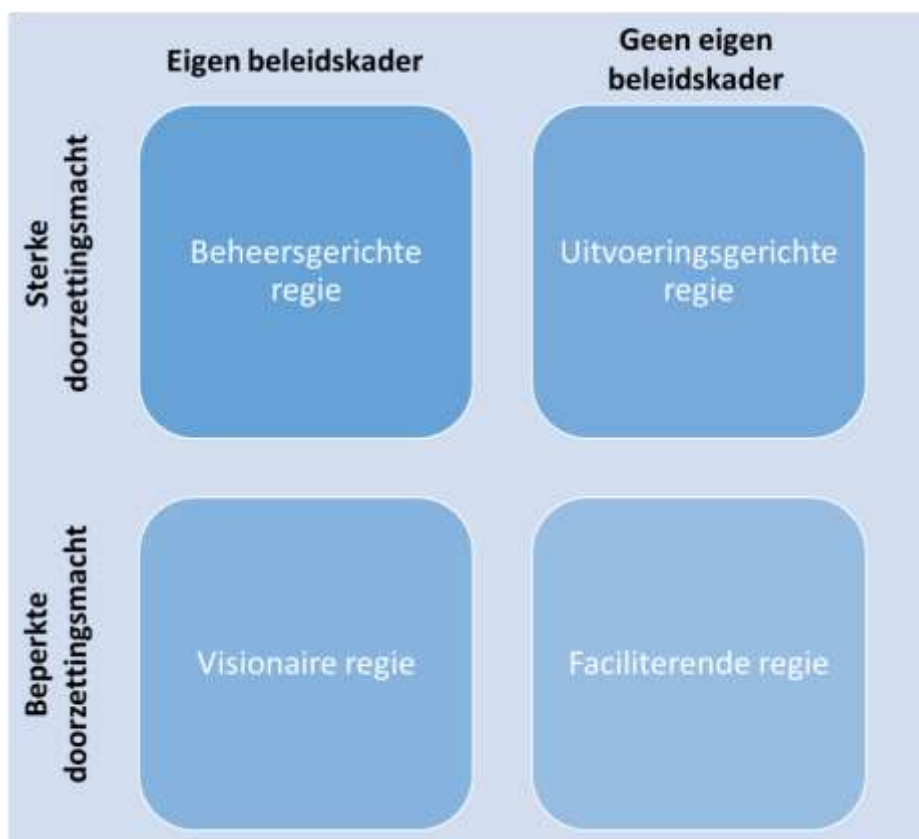 Eigen beleidskader
Geen eigen
beleidskader
Sterke
doorzettingsmacht
Beheersgerichte
regie
Uitvoeringsgerichte
regie
Beperkte
doorzettingsmacht
Visionaire regie
Faciliterende regie